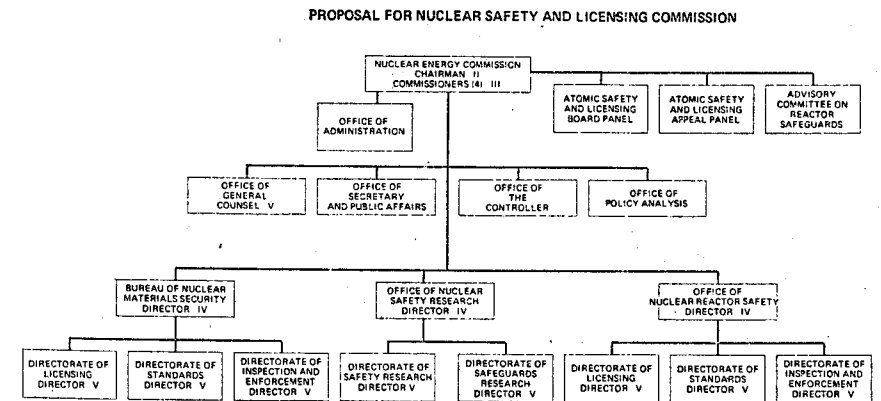 PROPOSAL FOR NUCLEAR SAFETY AND LICENSING COMMISSION
NUCLEAR ENERGY COMMISSION
CHAIRMAN II
COMMISSIONERS (4) III
OFFICE OF
ADMINISTRATION
ATOMIC SAFETY
AND LICENSING
BOARD PANEL
ATOMIC SAFETY
AND LICENSING
APPEAL PANEL
ADVISORY
COMMITTEE ON
REACTOR
SAFEGUARDS
OFFICE OF
GENERAL
COUNSEL V
OFFICE OF
SECRETARY
AND PUBLIC AFFAIRS
OFFICE OF
THE
CONTROLLER
OFFICE OF
POLICY ANALYSIS
BUREAU OF NUCLEAR
MATERIALS SECURITY
DIRECTOR IV
OFFICE OF NUCLEAR
SAFETY RESEARCH
DIRECTOR IV
OFFICE OF
NUCLEAR REACTOR SAFETY
DIRECTOR IV
DIRECTORATE OF
LICENSING
DIRECTOR V
DIRECTORATE OF
STANDARDS
DIRECTOR V
DIRECTORATE OF
INSPECTION AND
ENFORCEMENT
DIRECTOR V
DIRECTORATE OF
SAFETY RESEARCH
DIRECTOR V
DIRECTORATE OF
SAFEGUARDS
RESEARCH
DIRECTOR V
DIRECTORATE OF
LICENSING
DIRECTOR V
DIRECTORATE OF
STANDARDS
DIRECTOR V
DIRECTORATE OF
INSPECTION AND
ENFORCEMENT
DIRECTOR V